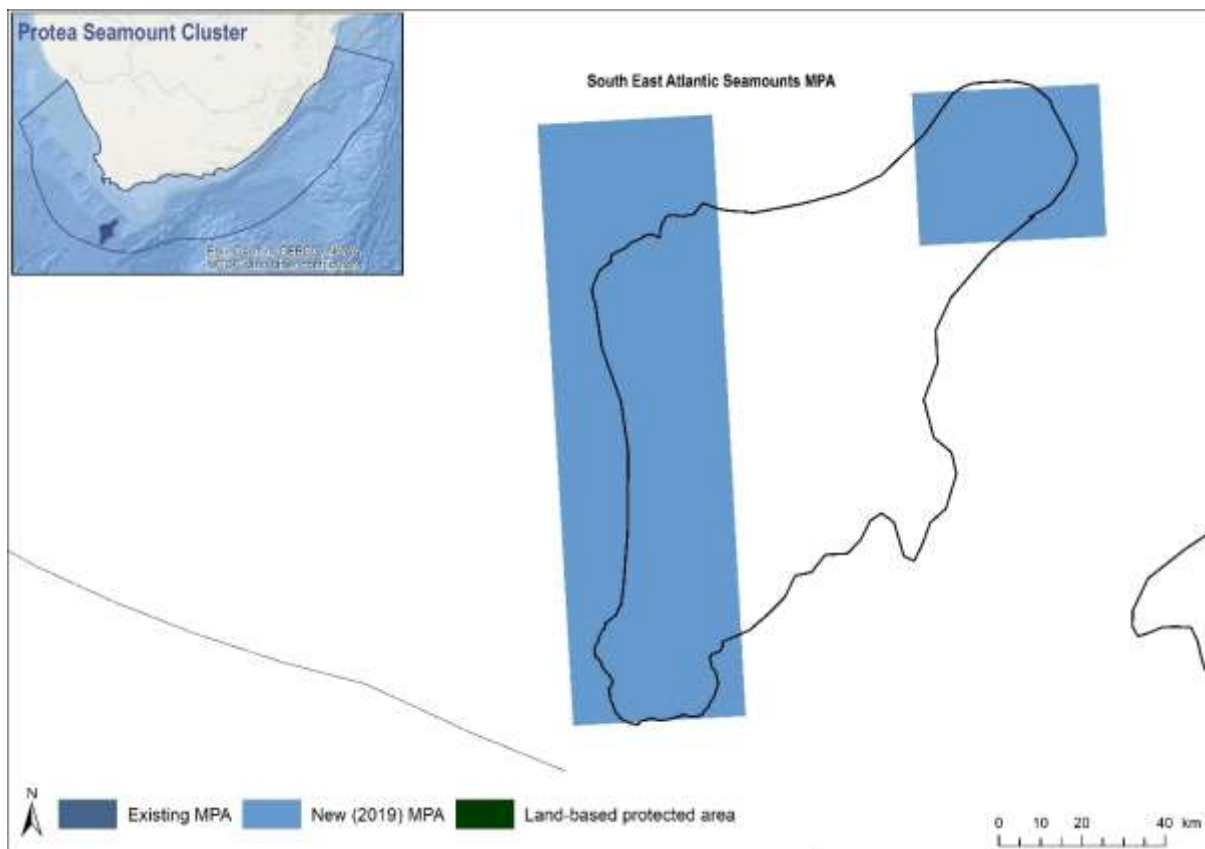 Protea Seamount Cluster
South East Atlantic Seamounts MPA
N
Existing MPA
New (2019) MPA
Land-based protected area
0 10 20 40 km